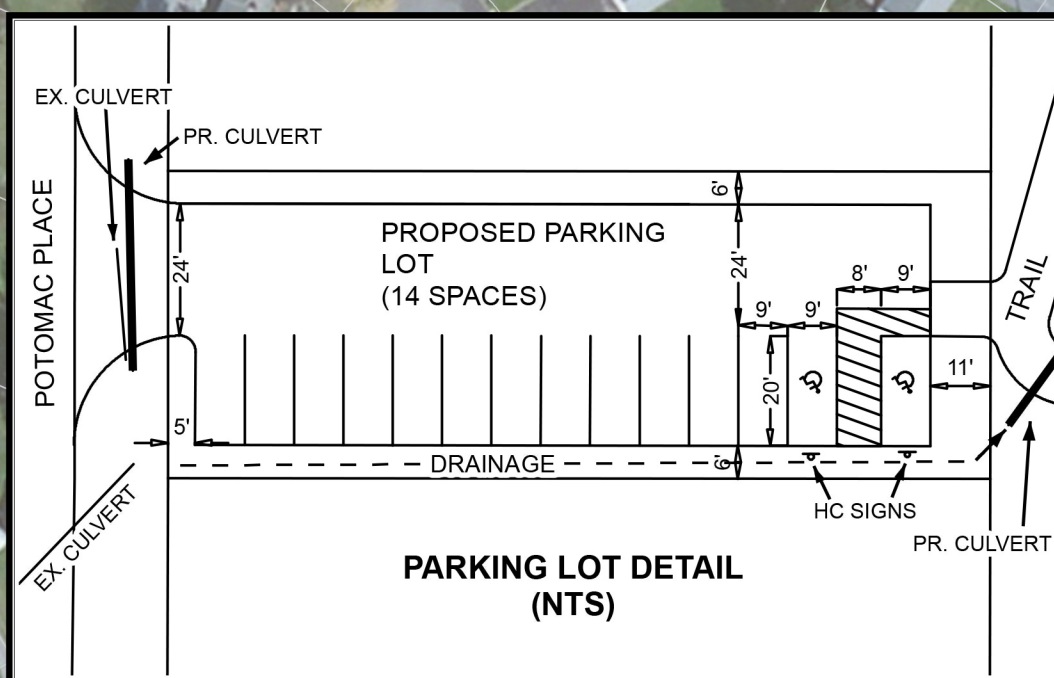 EX. CULVERT
PR. CULVERT
POTOMAC PLACE
6'
24'
PROPOSED PARKING
LOT
(14 SPACES)
24'
8'
9'
9'
9'
TRAIL
20'
11'
5'
DRAINAGE
6'
HC SIGNS
EX. CULVERT
PR. CULVERT
PARKING LOT DETAIL
(NTS)